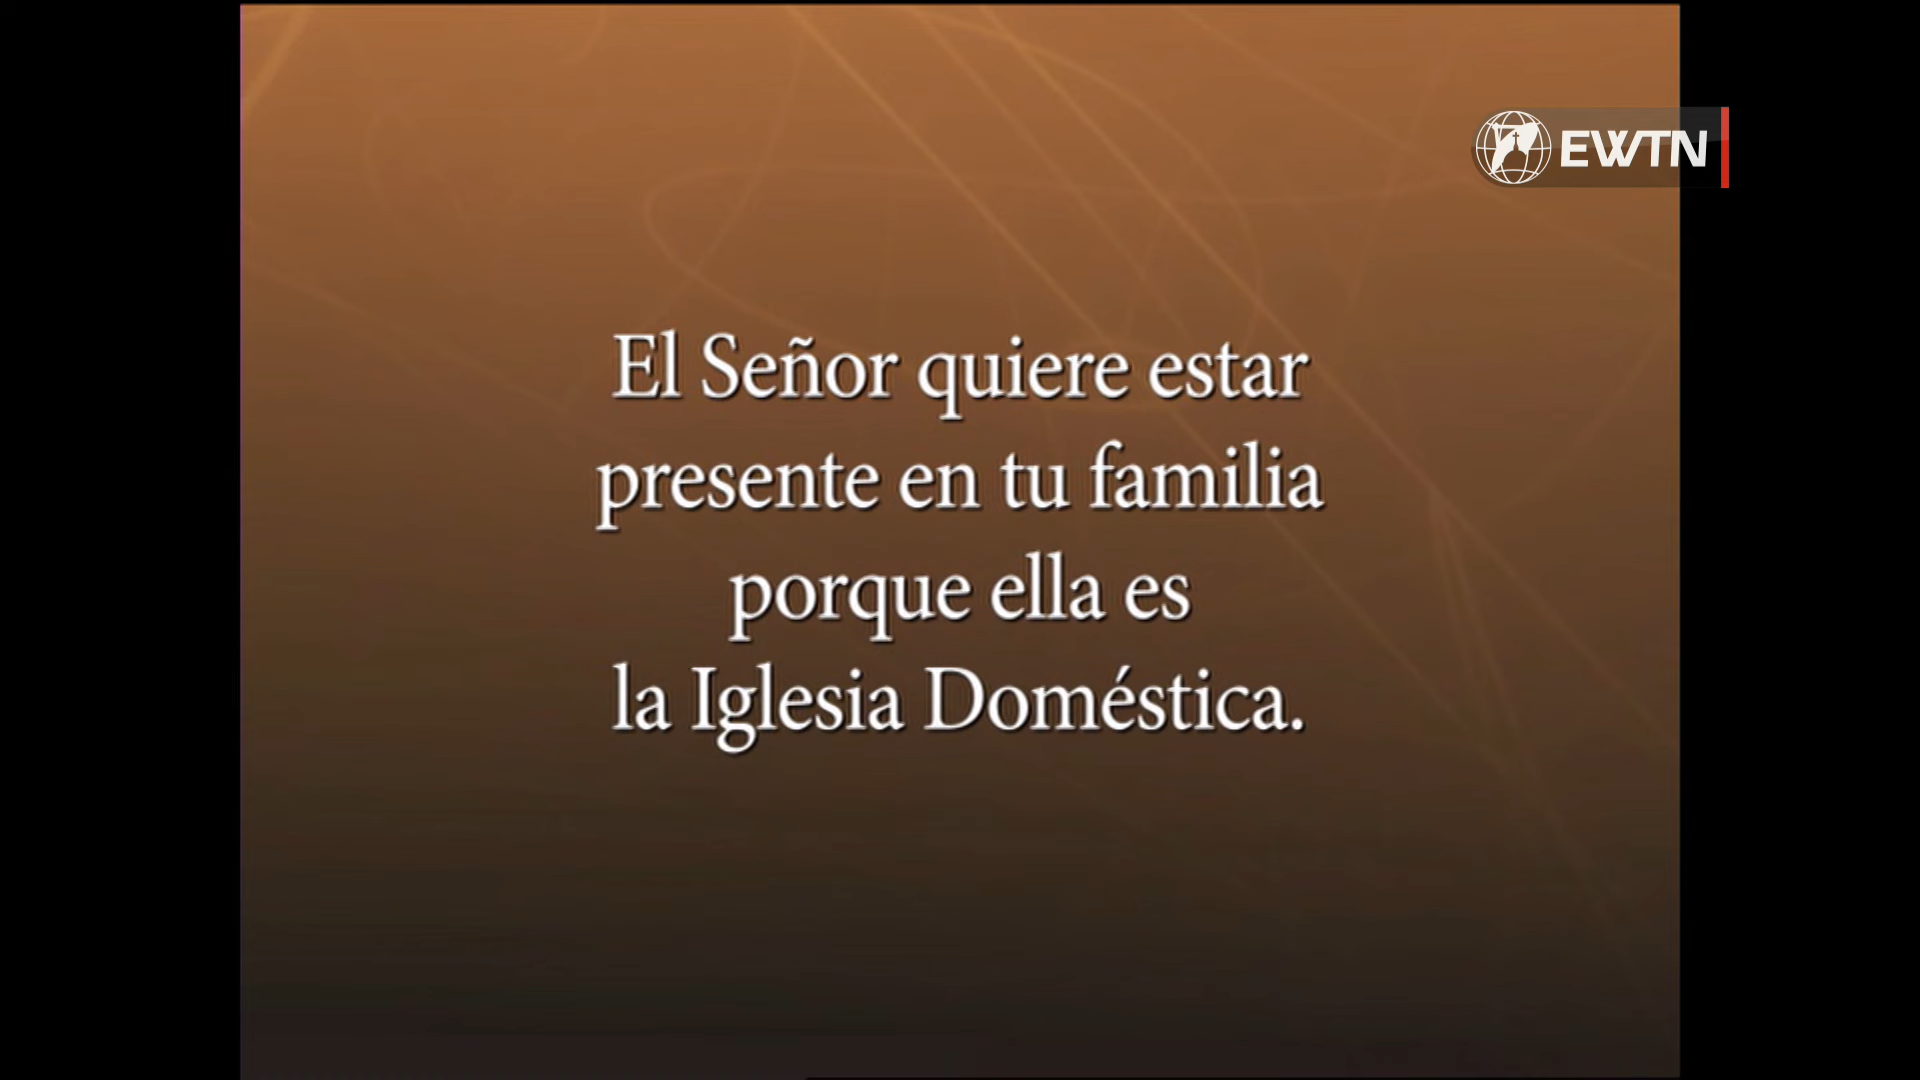 EWTN
El Señor quiere estar
presente en tu familia
porque ella es
la Iglesia Doméstica.